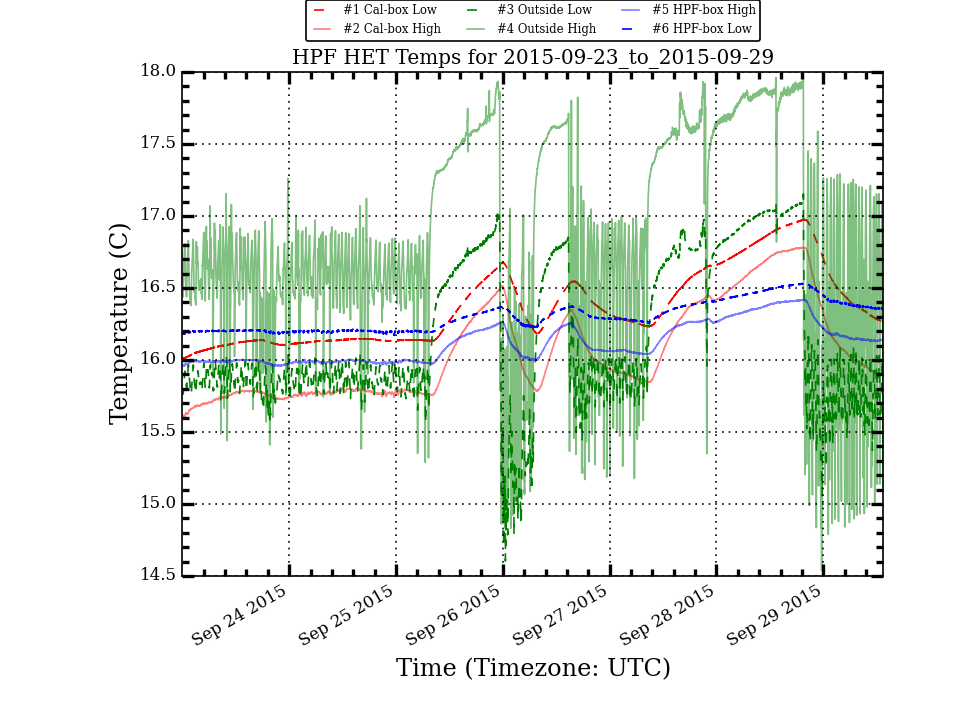 #1 Cal-box Low #3 Outside Low #5 HPF-box High
#2 Cal-box High #4 Outside High #6 HPF-box Low
HPF HET Temps for 2015-09-23_to_2015-09-29
18.0
17.5
17.0
16.5
16.0
15.5
15.0
14.5
Temperature (C)
Sep 24 2015 Sep 25 2015 Sep 26 2015 Sep 27 2015 Sep 28 2015 Sep 29 2015
Time (Timezone: UTC)